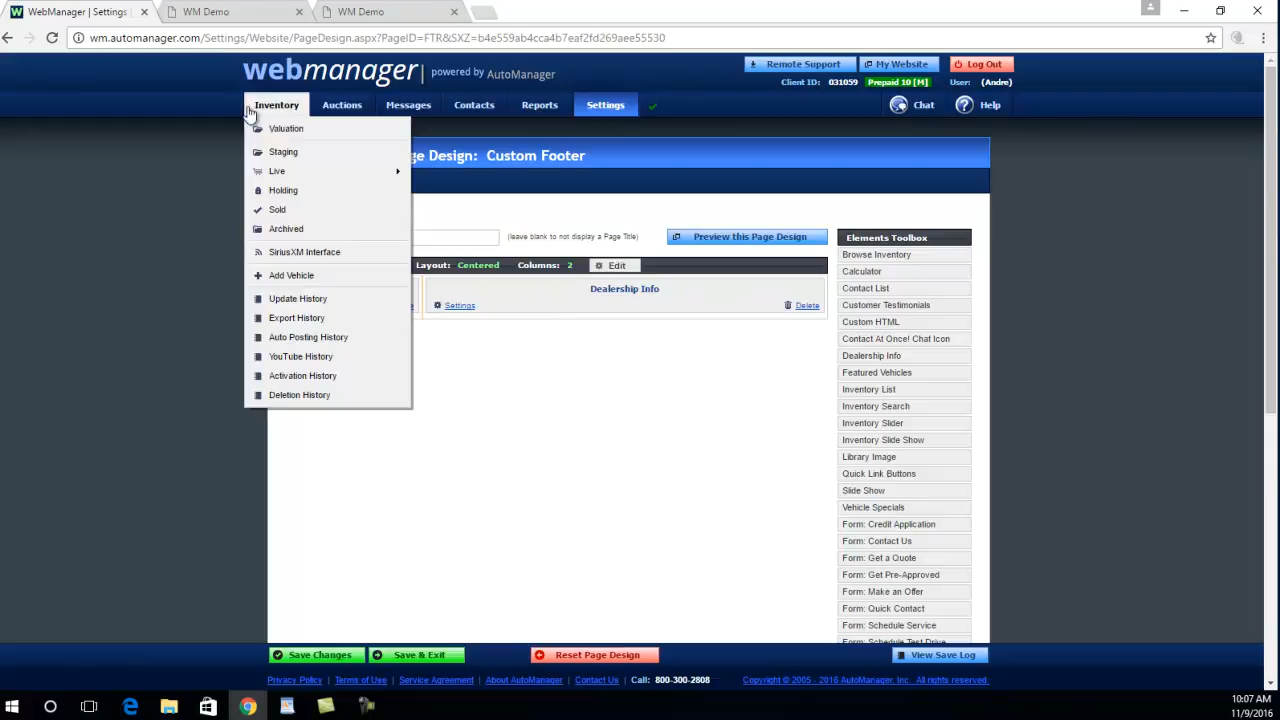 WebManager | Settings
WM Demo
WM Demo
wm.automanager.com/Settings/Website/PageDesign.aspx?PageID=FTR&SXZ=b4e559ab4cca4b7eaf2fd269aee55530
webmanager
powered by AutoManager
Remote Support
My Website
Log Out
Client ID: 031059 Prepaid 10 [M] User: (Andre)
Inventory
Auctions
Messages
Contacts
Reports
Settings
Chat
Help
Valuation
Staging
Live
Holding
Sold
Archived
SiriusXM Interface
Add Vehicle
Update History
Export History
Auto Posting History
YouTube History
Activation History
Deletion History
ge Design: Custom Footer
(leave blank to not display a Page Title)
Preview this Page Design
Layout: Centered Columns: 2 Edit
Dealership Info
Settings
Delete
Elements Toolbox
Browse Inventory
Calculator
Contact List
Customer Testimonials
Custom HTML
Contact At Once! Chat Icon
Dealership Info
Featured Vehicles
Inventory List
Inventory Search
Inventory Slider
Inventory Slide Show
Library Image
Quick Link Buttons
Slide Show
Vehicle Specials
Form: Credit Application
Form: Contact Us
Form: Get a Quote
Form: Get Pre-Approved
Form: Make an Offer
Form: Quick Contact
Form: Schedule Service
Form: Schedule Test Drive
Save Changes
Save & Exit
Reset Page Design
View Save Log
Privacy Policy | Terms of Use | Service Agreement | About AutoManager | Contact Us | Call: 800-300-2808
Copyright © 2005 - 2016 AutoManager, Inc. All rights reserved.
10:07 AM
11/9/2016